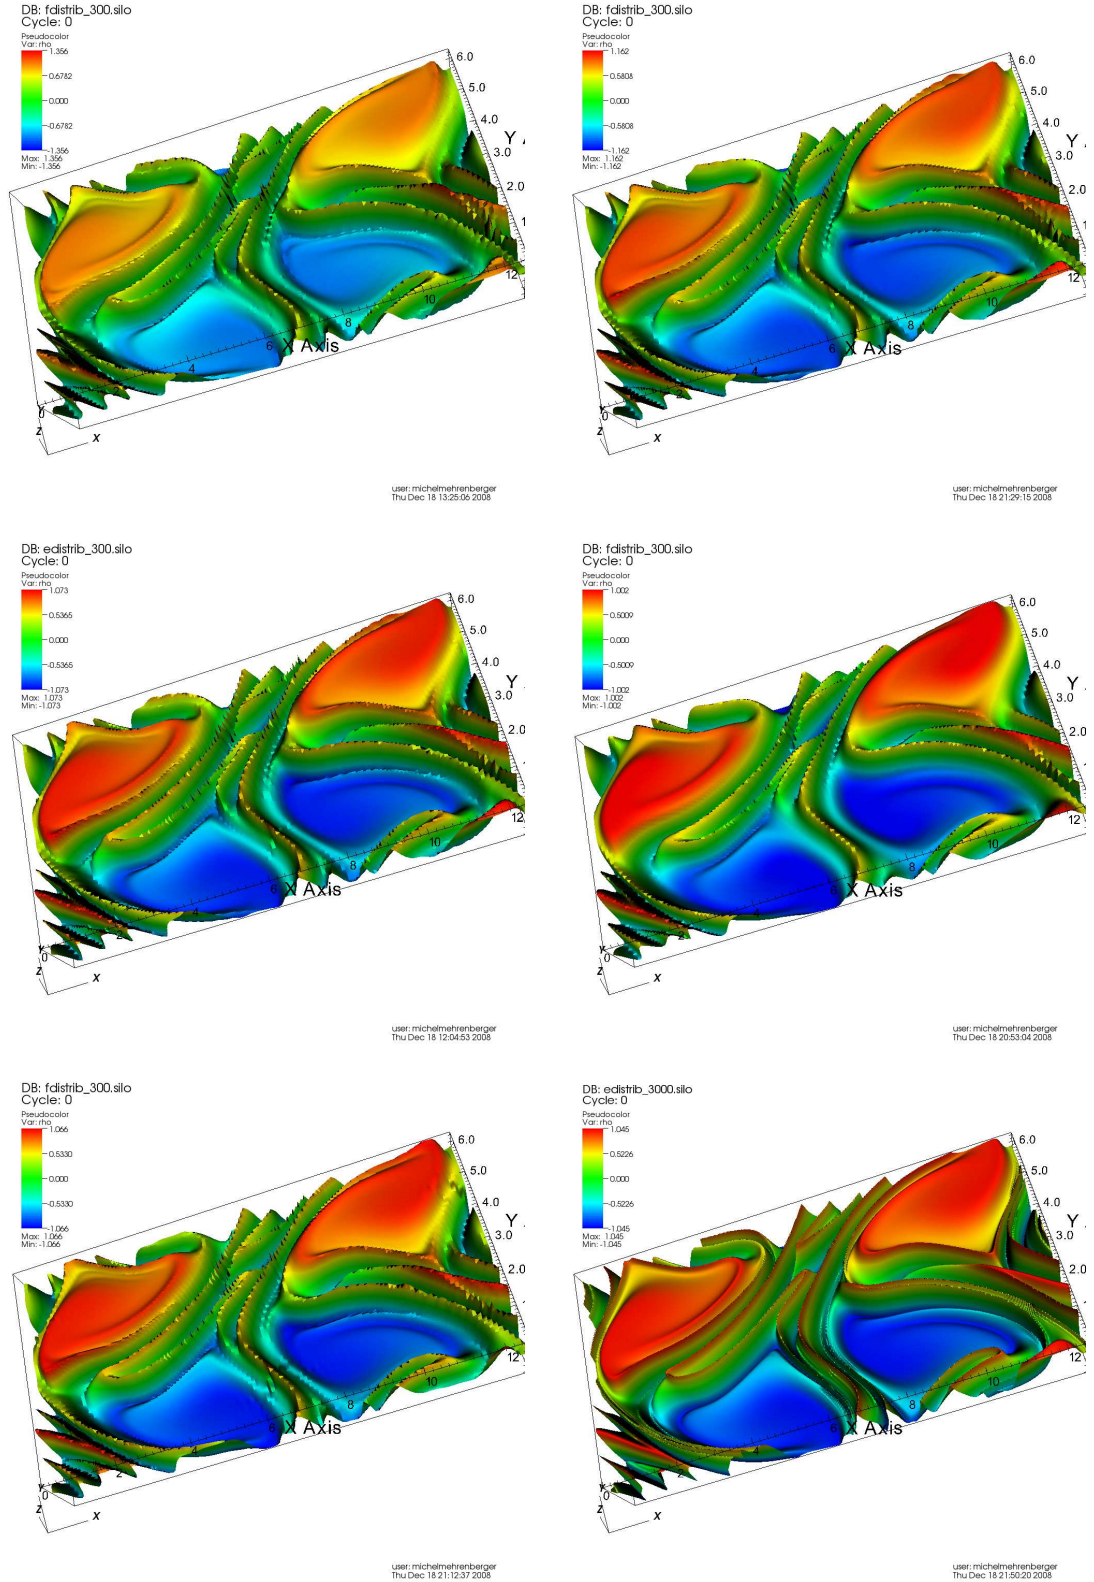 DB: fdistrib_300.silo
Cycle: 0
Pseudocolor
Var: rho
1.356
0.6782
0.000
-0.6782
-1.356
Max: 1.356
Min: -1.356
6.0
5.0
4.0
Y
3.0
2.0
1
12
10
8
6
X Axis
4
2
Y
0
Z
X
user: michelmehrenberger
Thu Dec 18 13:25:06 2008
DB: fdistrib_300.silo
Cycle: 0
Pseudocolor
Var: rho
1.162
0.5808
0.000
-0.5808
-1.162
Max: 1.162
Min: -1.162
6.0
5.0
4.0
Y
3.0
2.0
1
12
10
8
6
X Axis
4
2
Y
0
Z
X
user: michelmehrenberger
Thu Dec 18 21:29:15 2008
DB: edistrib_300.silo
Cycle: 0
Pseudocolor
Var: rho
1.073
0.5365
0.000
-0.5365
-1.073
Max: 1.073
Min: -1.073
6.0
5.0
4.0
Y
3.0
2.0
12
10
8
6
X Axis
4
2
Y
0
Z
X
user: michelmehrenberger
Thu Dec 18 12:04:53 2008
DB: fdistrib_300.silo
Cycle: 0
Pseudocolor
Var: rho
1.002
0.5009
0.000
-0.5009
-1.002
Max: 1.002
Min: -1.002
6.0
5.0
4.0
Y
3.0
2.0
12
10
8
6
X Axis
4
2
Y
0
Z
X
user: michelmehrenberger
Thu Dec 18 20:53:04 2008
DB: fdistrib_300.silo
Cycle: 0
Pseudocolor
Var: rho
1.066
0.5330
0.000
-0.5330
-1.066
Max: 1.066
Min: -1.066
6.0
5.0
4.0
Y
3.0
2.0
12
10
8
6
X Axis
4
2
Y
0
Z
X
user: michelmehrenberger
Thu Dec 18 21:12:37 2008
DB: edistrib_3000.silo
Cycle: 0
Pseudocolor
Var: rho
1.045
0.5226
0.000
-0.5226
-1.045
Max: 1.045
Min: -1.045
6.0
5.0
4.0
Y
3.0
2.0
12
10
8
6
X Axis
4
2
Y
0
Z
X
user: michelmehrenberger
Thu Dec 18 21:50:20 2008